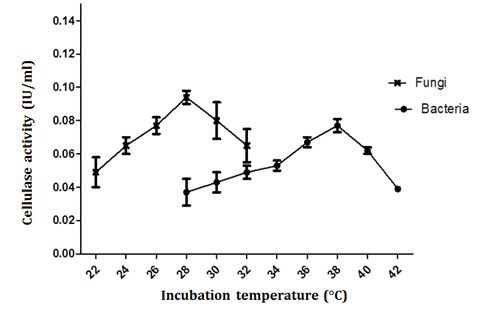 0.14
0.12
0.10
0.08
0.06
0.04
0.02
0.00
Cellulase activity (IU/ml)
Fungi
Bacteria
22 24 26 28 30 32 34 36 38 40 42
Incubation temperature (°C)